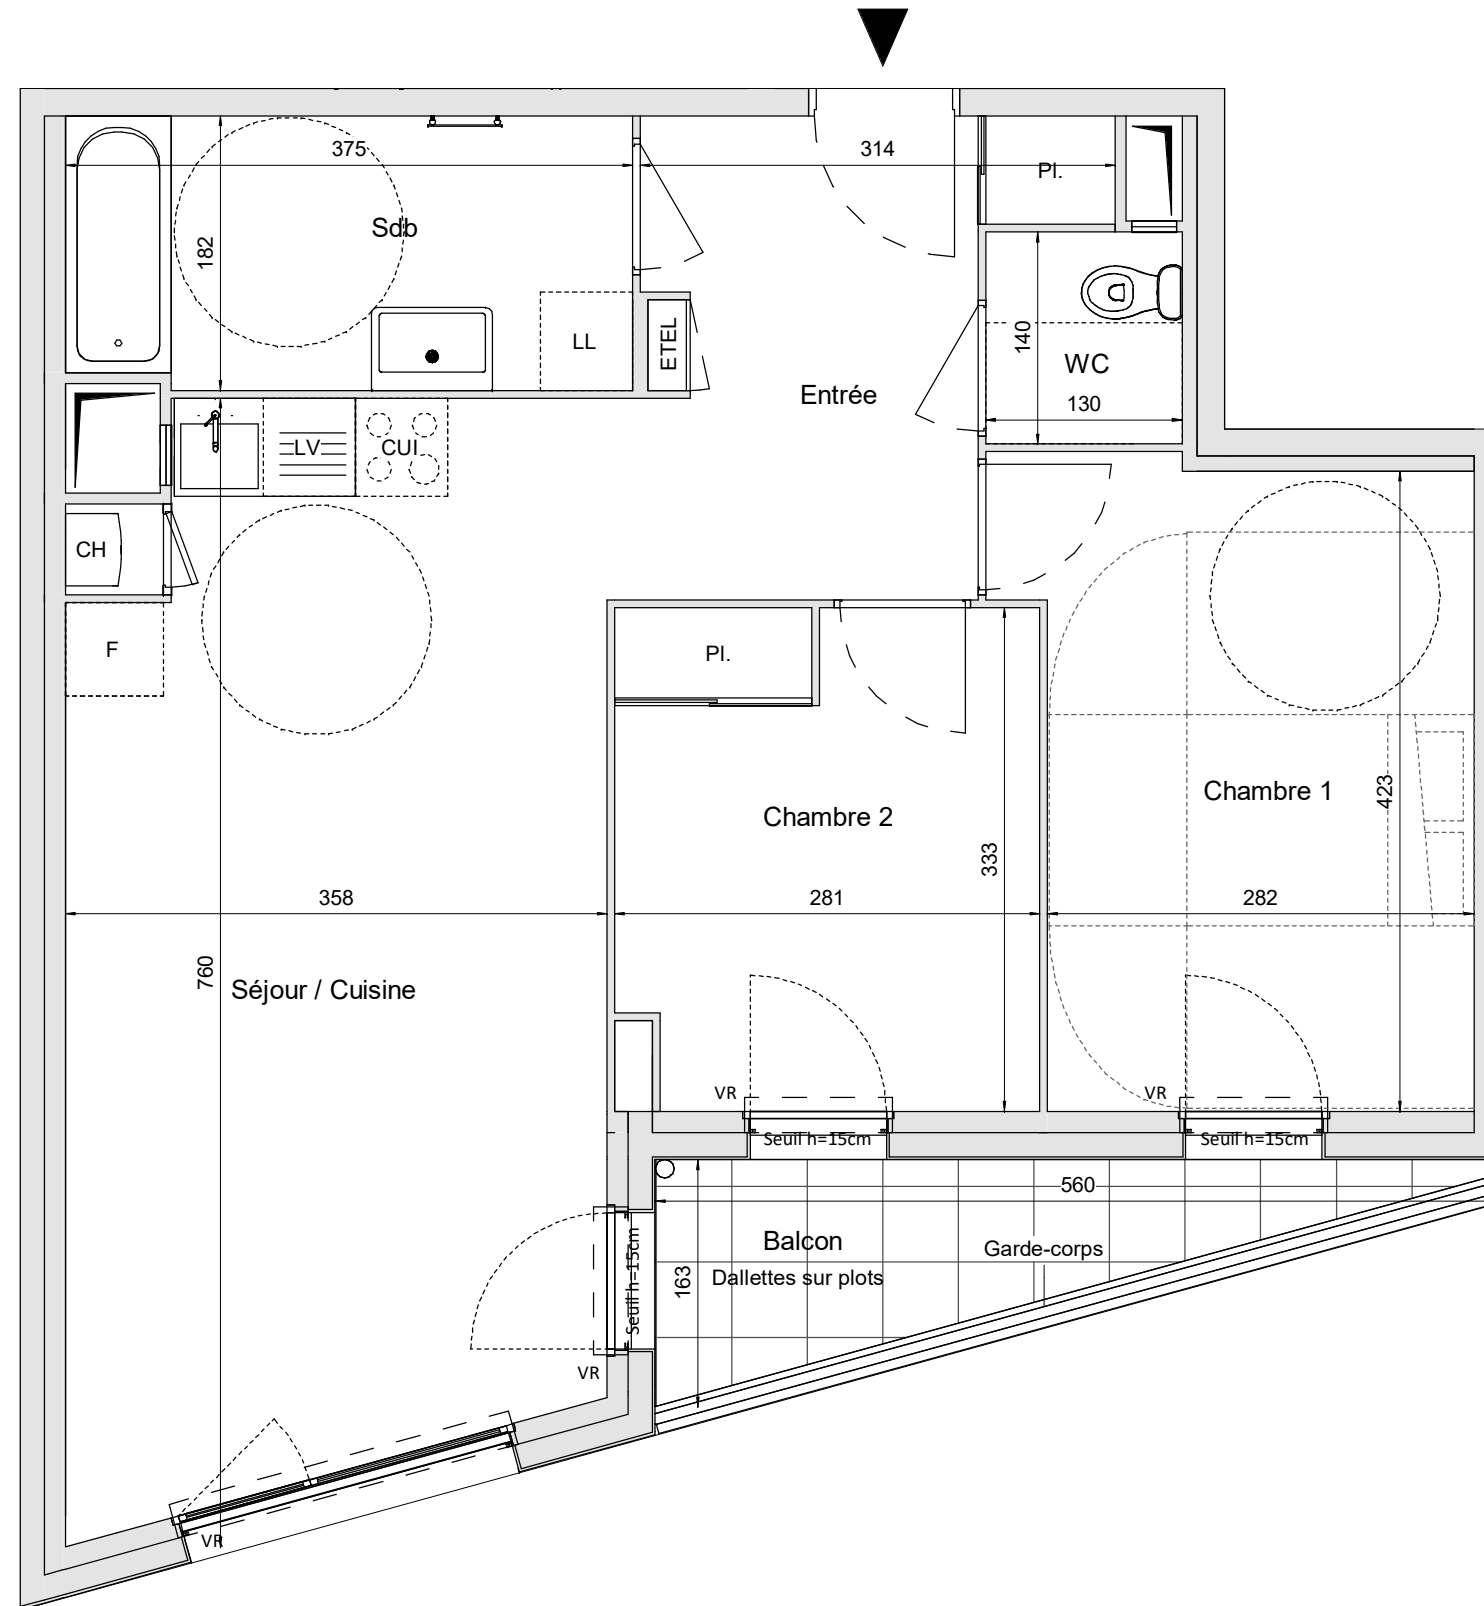 375
314
Pl.
Sdb
182
LL
ETEL
140
WC
130
Entrée
LV
CUI
CH
F
Pl.
Chambre 2
Chambre 1
423
333
358
281
282
760
Séjour / Cuisine
VR
VR
Seuil h=15cm
Seuil h=15cm
560
Balcon
Garde-corps
Dallettes sur plots
163
Seuil h=15cm
VR
VR